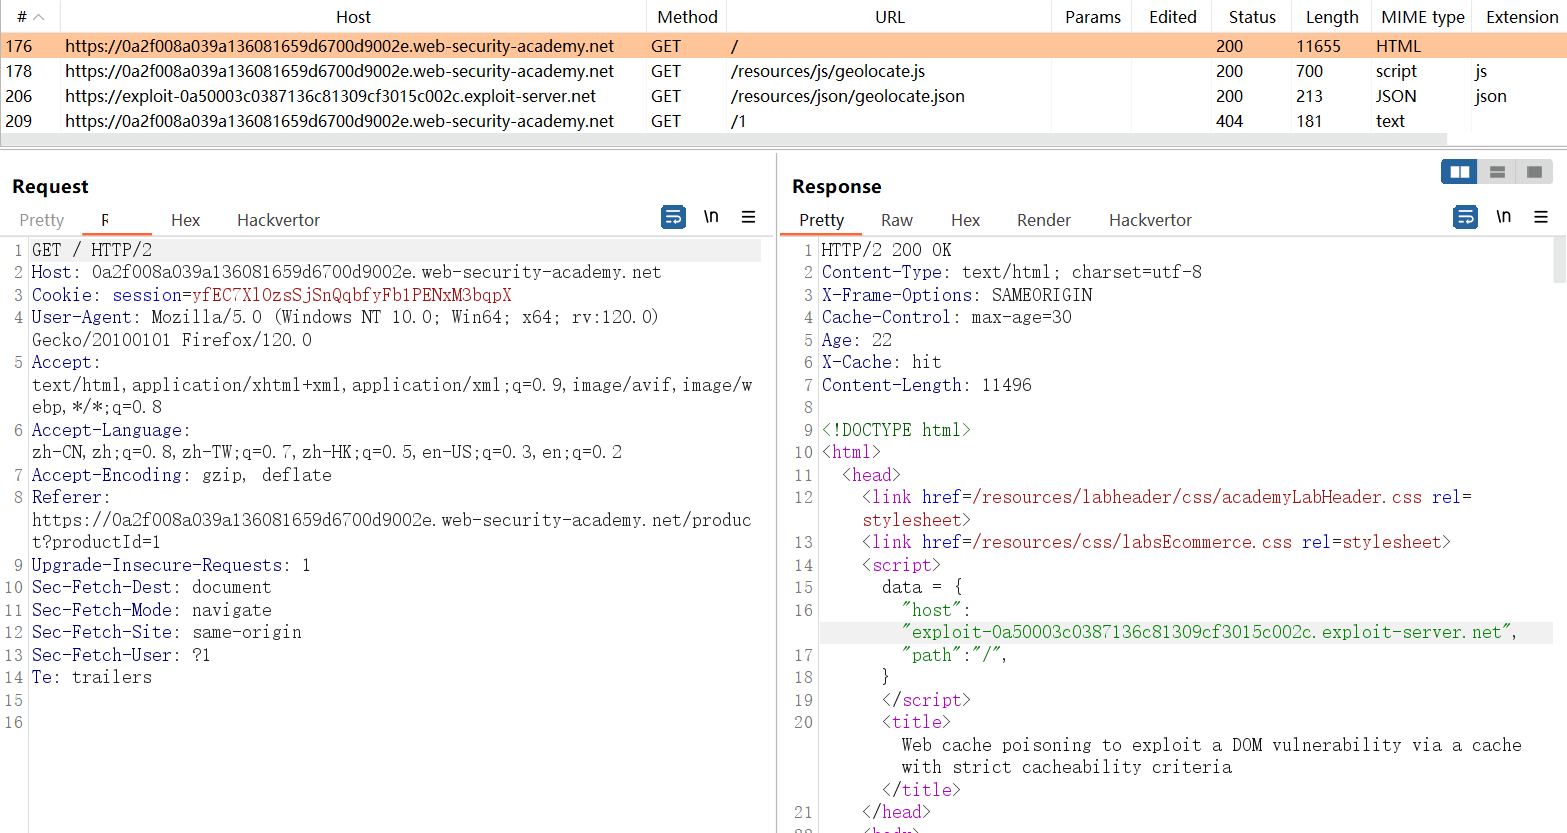 # Host Method URL Params Edited Status Length MIME type Extension
176 https://0a2f008a039a136081659d6700d9002e.web-security-academy.net GET / 200 11655 HTML
178 https://0a2f008a039a136081659d6700d9002e.web-security-academy.net GET /resources/js/geolocate.js 200 700 script js
206 https://exploit-0a50003c0387136c81309cf3015c002c.exploit-server.net GET /resources/json/geolocate.json 200 213 JSON json
209 https://0a2f008a039a136081659d6700d9002e.web-security-academy.net GET /1 404 181 text
Request
Pretty R Hex Hackvertor \n
1 GET / HTTP/2
2 Host: 0a2f008a039a136081659d6700d9002e.web-security-academy.net
3 Cookie: session=yfEC7XlOzsSjSnQqbfyFb1PENxM3bqpX
4 User-Agent: Mozilla/5.0 (Windows NT 10.0; Win64; x64; rv:120.0)
Gecko/20100101 Firefox/120.0
5 Accept:
text/html,application/xhtml+xml,application/xml;q=0.9,image/avif,image/w
ebp,*/*;q=0.8
6 Accept-Language:
zh-CN,zh;q=0.8,zh-TW;q=0.7,zh-HK;q=0.5,en-US;q=0.3,en;q=0.2
7 Accept-Encoding: gzip, deflate
8 Referer:
https://0a2f008a039a136081659d6700d9002e.web-security-academy.net/produc
t?productId=1
9 Upgrade-Insecure-Requests: 1
10 Sec-Fetch-Dest: document
11 Sec-Fetch-Mode: navigate
12 Sec-Fetch-Site: same-origin
13 Sec-Fetch-User: ?1
14 Te: trailers
15
16
Response
Pretty Raw Hex Render Hackvertor \n
1 HTTP/2 200 OK
2 Content-Type: text/html; charset=utf-8
3 X-Frame-Options: SAMEORIGIN
4 Cache-Control: max-age=30
5 Age: 22
6 X-Cache: hit
7 Content-Length: 11496
8
9 <!DOCTYPE html>
10 <html>
11 <head>
12 <link href=/resources/labheader/css/academyLabHeader.css rel=
stylesheet>
13 <link href=/resources/css/labsEcommerce.css rel=stylesheet>
14 <script>
15 data = {
16 "host":
"exploit-0a50003c0387136c81309cf3015c002c.exploit-server.net",
17 "path":"/",
18 }
19 </script>
20 <title>
Web cache poisoning to exploit a DOM vulnerability via a cache
with strict cacheability criteria
</title>
21 </head>